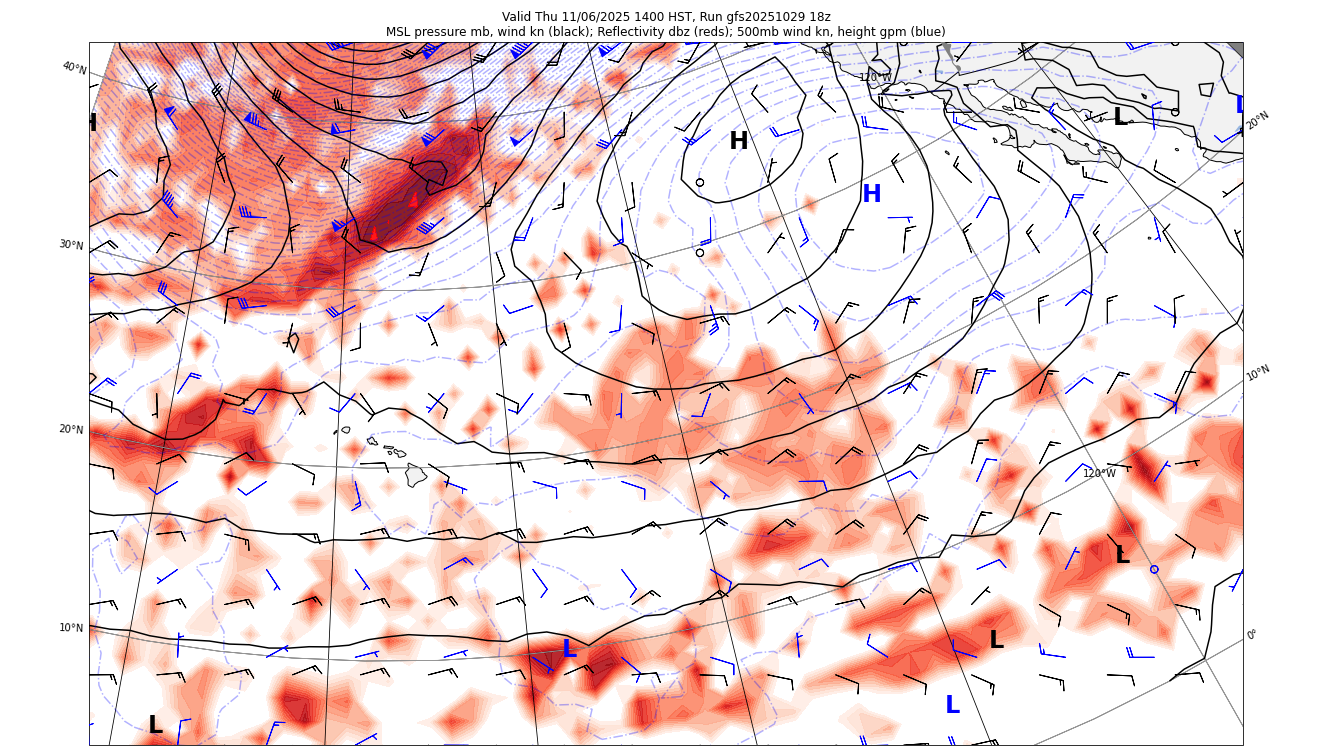 Valid Thu 11/06/2025 1400 HST, Run gfs20251029 18z
MSL pressure mb, wind kn (black); Reflectivity dbz (reds); 500mb wind kn, height gpm (blue)
40°N
120°W
L
L
20°N
H
H
H
30°N
10°N
20°N
120°W
L
10°N
0°
L
L
L
L